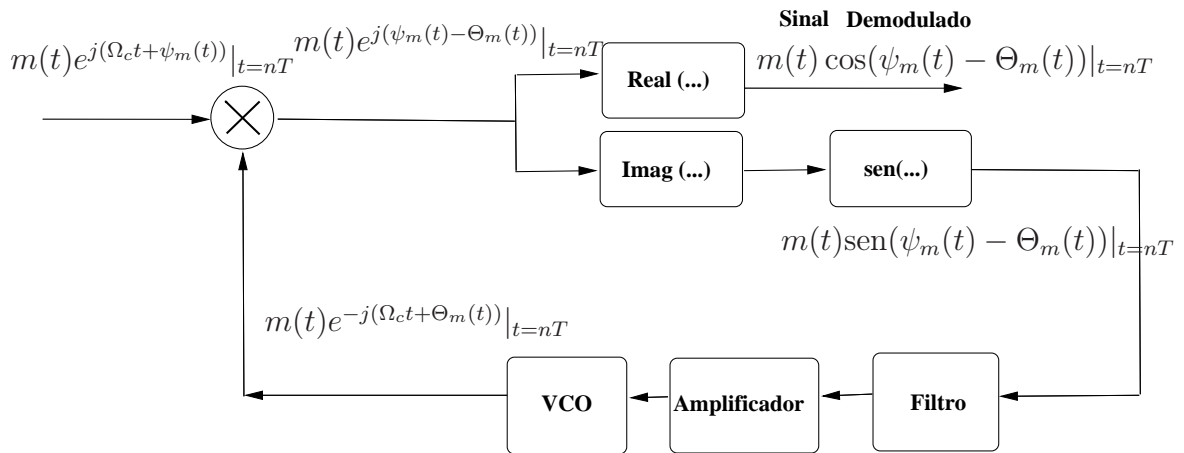 Sinal Demodulado
m(t)e^{j(Ω_c t+ψ_m(t))}|_{t=nT}
m(t)e^{j(ψ_m(t)−Θ_m(t))}|_{t=nT}
m(t) cos(ψ_m(t) − Θ_m(t))|_{t=nT}
Real (...)
Imag (...)
sen(...)
m(t)sen(ψ_m(t) − Θ_m(t))|_{t=nT}
m(t)e^{−j(Ω_c t+Θ_m(t))}|_{t=nT}
VCO
Amplificador
Filtro